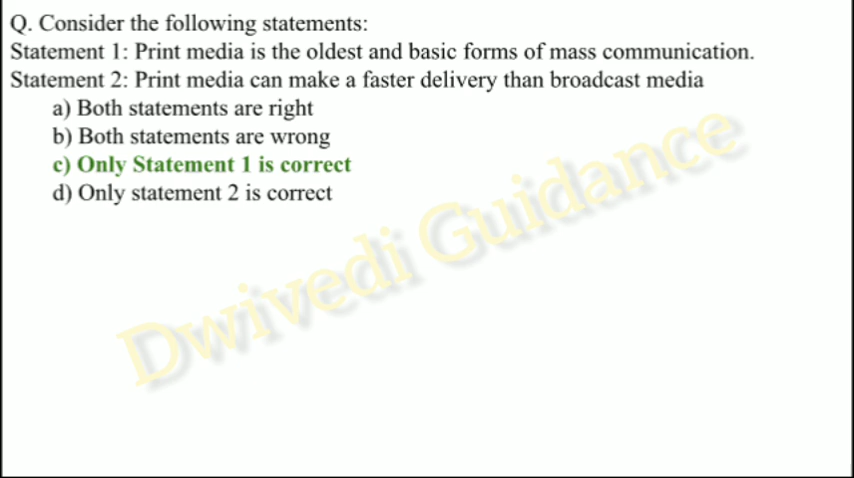 Q. Consider the following statements:
Statement 1: Print media is the oldest and basic forms of mass communication.
Statement 2: Print media can make a faster delivery than broadcast media
a) Both statements are right
b) Both statements are wrong
c) Only Statement 1 is correct
d) Only statement 2 is correct
Dwivedi Guidance